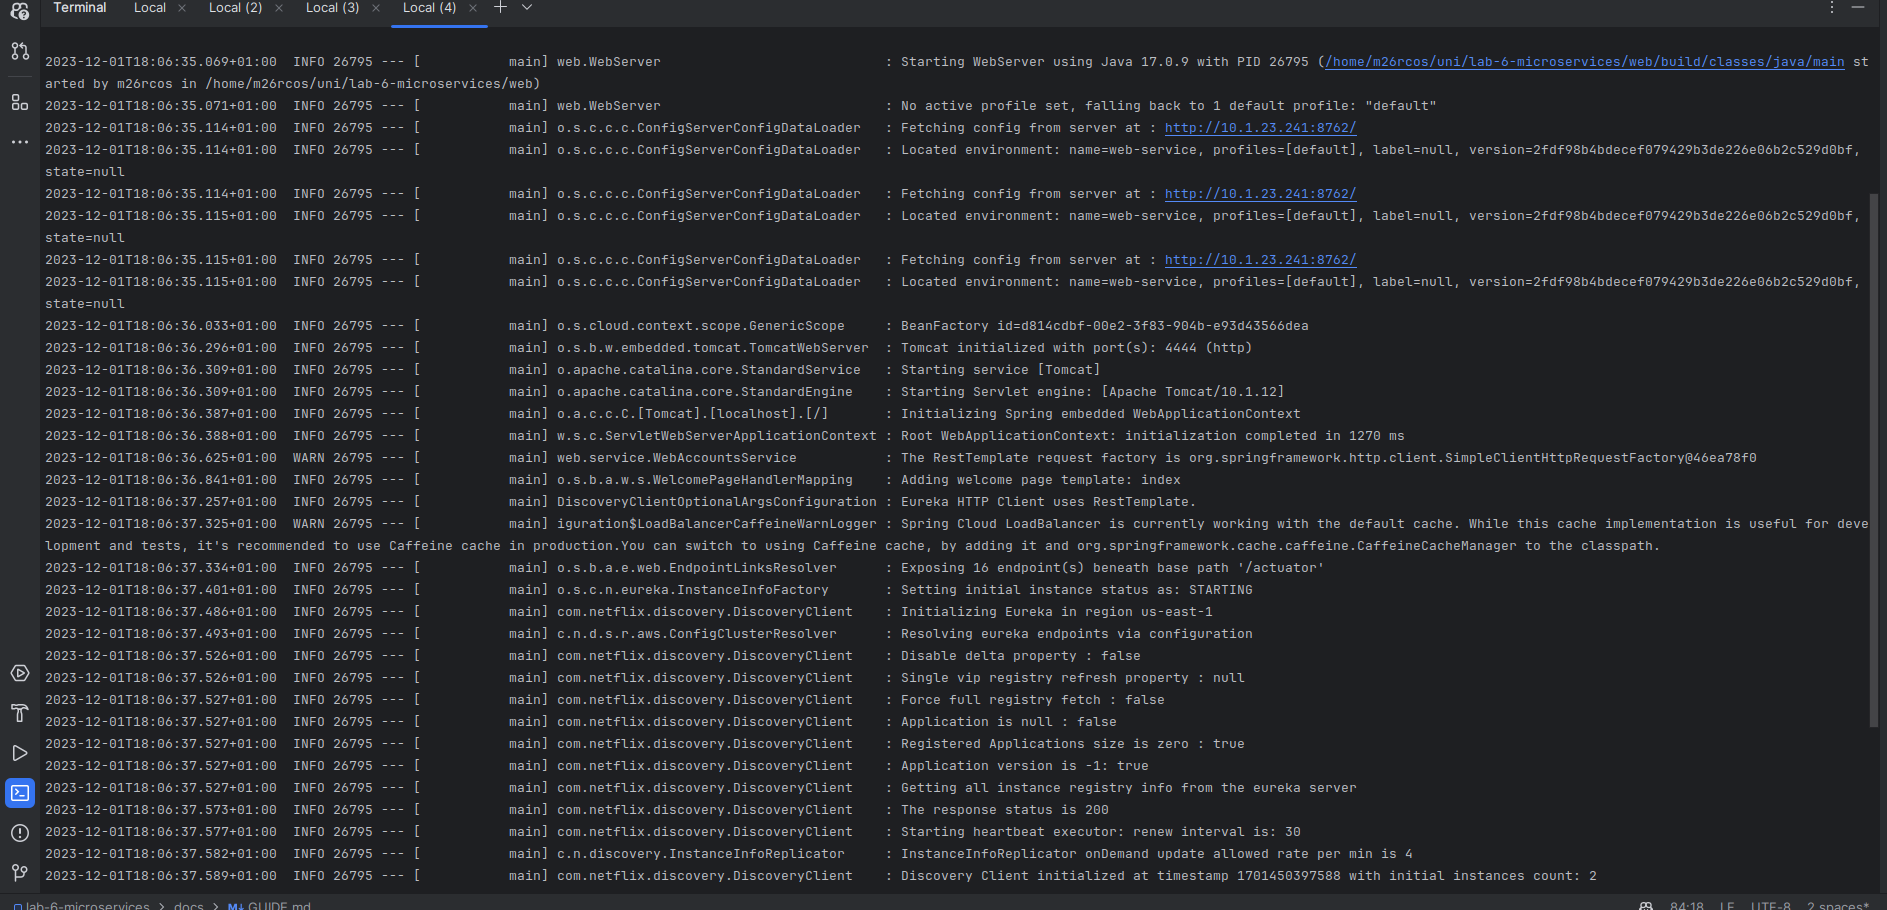 Terminal Local × Local (2) × Local (3) × Local (4) ×
2023-12-01T18:06:35.069+01:00  INFO 26795 --- [           main] web.WebServer                            : Starting WebServer using Java 17.0.9 with PID 26795 (/home/m26rcos/uni/lab-6-microservices/web/build/classes/java/main st
arted by m26rcos in /home/m26rcos/uni/lab-6-microservices/web)
2023-12-01T18:06:35.071+01:00  INFO 26795 --- [           main] web.WebServer                            : No active profile set, falling back to 1 default profile: "default"
2023-12-01T18:06:35.114+01:00  INFO 26795 --- [           main] o.s.c.c.c.ConfigServerConfigDataLoader   : Fetching config from server at : http://10.1.23.241:8762/
2023-12-01T18:06:35.114+01:00  INFO 26795 --- [           main] o.s.c.c.c.ConfigServerConfigDataLoader   : Located environment: name=web-service, profiles=[default], label=null, version=2fdf98b4bdecef079429b3de226e06b2c529d0bf,
state=null
2023-12-01T18:06:35.114+01:00  INFO 26795 --- [           main] o.s.c.c.c.ConfigServerConfigDataLoader   : Fetching config from server at : http://10.1.23.241:8762/
2023-12-01T18:06:35.115+01:00  INFO 26795 --- [           main] o.s.c.c.c.ConfigServerConfigDataLoader   : Located environment: name=web-service, profiles=[default], label=null, version=2fdf98b4bdecef079429b3de226e06b2c529d0bf,
state=null
2023-12-01T18:06:35.115+01:00  INFO 26795 --- [           main] o.s.c.c.c.ConfigServerConfigDataLoader   : Fetching config from server at : http://10.1.23.241:8762/
2023-12-01T18:06:35.115+01:00  INFO 26795 --- [           main] o.s.c.c.c.ConfigServerConfigDataLoader   : Located environment: name=web-service, profiles=[default], label=null, version=2fdf98b4bdecef079429b3de226e06b2c529d0bf,
state=null
2023-12-01T18:06:36.033+01:00  INFO 26795 --- [           main] o.s.cloud.context.scope.GenericScope     : BeanFactory id=d814cdbf-00e2-3f83-904b-e93d43566dea
2023-12-01T18:06:36.296+01:00  INFO 26795 --- [           main] o.s.b.w.embedded.tomcat.TomcatWebServer  : Tomcat initialized with port(s): 4444 (http)
2023-12-01T18:06:36.309+01:00  INFO 26795 --- [           main] o.apache.catalina.core.StandardService   : Starting service [Tomcat]
2023-12-01T18:06:36.309+01:00  INFO 26795 --- [           main] o.apache.catalina.core.StandardEngine    : Starting Servlet engine: [Apache Tomcat/10.1.12]
2023-12-01T18:06:36.387+01:00  INFO 26795 --- [           main] o.a.c.c.C.[Tomcat].[localhost].[/]       : Initializing Spring embedded WebApplicationContext
2023-12-01T18:06:36.388+01:00  INFO 26795 --- [           main] w.s.c.ServletWebServerApplicationContext : Root WebApplicationContext: initialization completed in 1270 ms
2023-12-01T18:06:36.625+01:00  WARN 26795 --- [           main] web.service.WebAccountsService           : The RestTemplate request factory is org.springframework.http.client.SimpleClientHttpRequestFactory@46ea78f0
2023-12-01T18:06:36.841+01:00  INFO 26795 --- [           main] o.s.b.a.w.s.WelcomePageHandlerMapping    : Adding welcome page template: index
2023-12-01T18:06:37.257+01:00  INFO 26795 --- [           main] DiscoveryClientOptionalArgsConfiguration : Eureka HTTP Client uses RestTemplate.
2023-12-01T18:06:37.325+01:00  WARN 26795 --- [           main] iguration$LoadBalancerCaffeineWarnLogger : Spring Cloud LoadBalancer is currently working with the default cache. While this cache implementation is useful for deve
lopment and tests, it's recommended to use Caffeine cache in production.You can switch to using Caffeine cache, by adding it and org.springframework.cache.caffeine.CaffeineCacheManager to the classpath.
2023-12-01T18:06:37.334+01:00  INFO 26795 --- [           main] o.s.b.a.e.web.EndpointLinksResolver      : Exposing 16 endpoint(s) beneath base path '/actuator'
2023-12-01T18:06:37.401+01:00  INFO 26795 --- [           main] o.s.c.n.eureka.InstanceInfoFactory       : Setting initial instance status as: STARTING
2023-12-01T18:06:37.486+01:00  INFO 26795 --- [           main] com.netflix.discovery.DiscoveryClient    : Initializing Eureka in region us-east-1
2023-12-01T18:06:37.493+01:00  INFO 26795 --- [           main] c.n.d.s.r.aws.ConfigClusterResolver      : Resolving eureka endpoints via configuration
2023-12-01T18:06:37.526+01:00  INFO 26795 --- [           main] com.netflix.discovery.DiscoveryClient    : Disable delta property : false
2023-12-01T18:06:37.526+01:00  INFO 26795 --- [           main] com.netflix.discovery.DiscoveryClient    : Single vip registry refresh property : null
2023-12-01T18:06:37.527+01:00  INFO 26795 --- [           main] com.netflix.discovery.DiscoveryClient    : Force full registry fetch : false
2023-12-01T18:06:37.527+01:00  INFO 26795 --- [           main] com.netflix.discovery.DiscoveryClient    : Application is null : false
2023-12-01T18:06:37.527+01:00  INFO 26795 --- [           main] com.netflix.discovery.DiscoveryClient    : Registered Applications size is zero : true
2023-12-01T18:06:37.527+01:00  INFO 26795 --- [           main] com.netflix.discovery.DiscoveryClient    : Application version is -1: true
2023-12-01T18:06:37.527+01:00  INFO 26795 --- [           main] com.netflix.discovery.DiscoveryClient    : Getting all instance registry info from the eureka server
2023-12-01T18:06:37.573+01:00  INFO 26795 --- [           main] com.netflix.discovery.DiscoveryClient    : The response status is 200
2023-12-01T18:06:37.577+01:00  INFO 26795 --- [           main] com.netflix.discovery.DiscoveryClient    : Starting heartbeat executor: renew interval is: 30
2023-12-01T18:06:37.582+01:00  INFO 26795 --- [           main] c.n.discovery.InstanceInfoReplicator     : InstanceInfoReplicator onDemand update allowed rate per min is 4
2023-12-01T18:06:37.589+01:00  INFO 26795 --- [           main] com.netflix.discovery.DiscoveryClient    : Discovery Client initialized at timestamp 1701450397588 with initial instances count: 2
lab-6-microservices > docs > M↓ GUIDE.md 84:18 LF UTF-8 2 spaces*